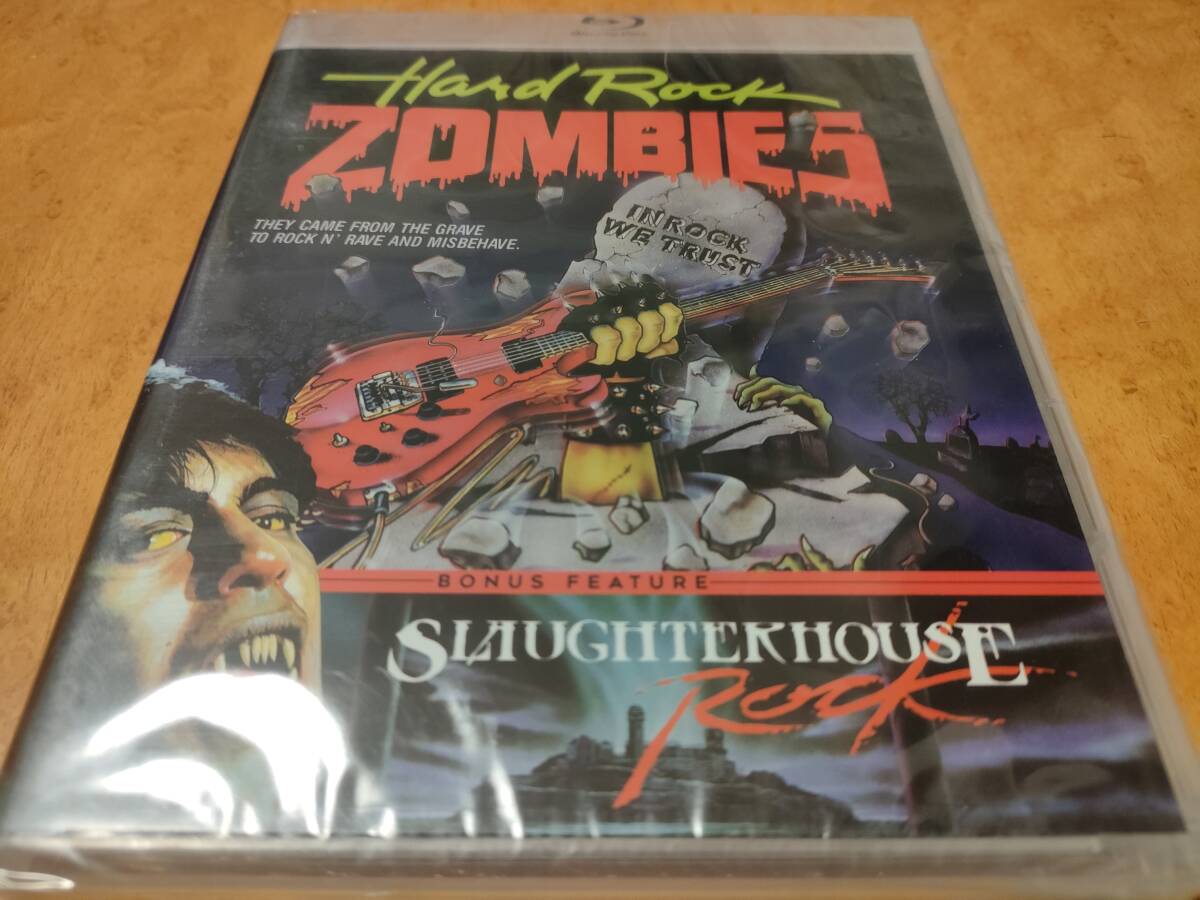 Hard Rock
ZOMBIES
THEY CAME FROM THE GRAVE
TO ROCK N' RAVE AND MISBEHAVE.
IN ROCK
WE TRUST
BONUS FEATURE
SLAUGHTERHOUSE
Rock